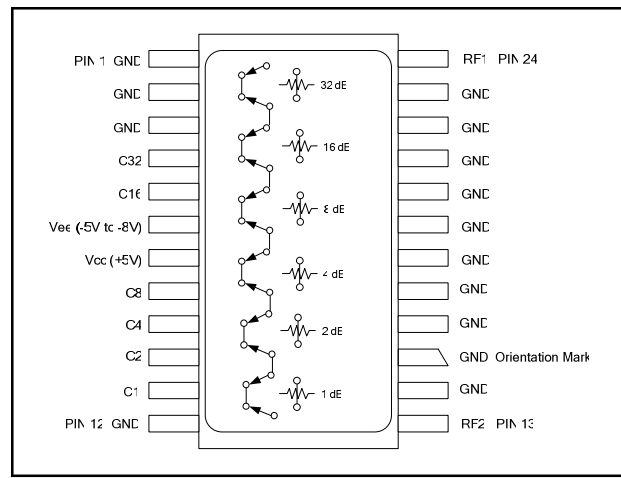 PIN 1 GND
GND
GND
C32
C16
Vee (-5V to -8V)
Vcc (+5V)
C8
C4
C2
C1
PIN 12 GND
32 dB
16 dB
8 dB
4 dB
2 dB
1 dB
RF1 PIN 24
GND
GND
GND
GND
GND
GND
GND
GND
GND Orientation Mark
GND
RF2 PIN 13